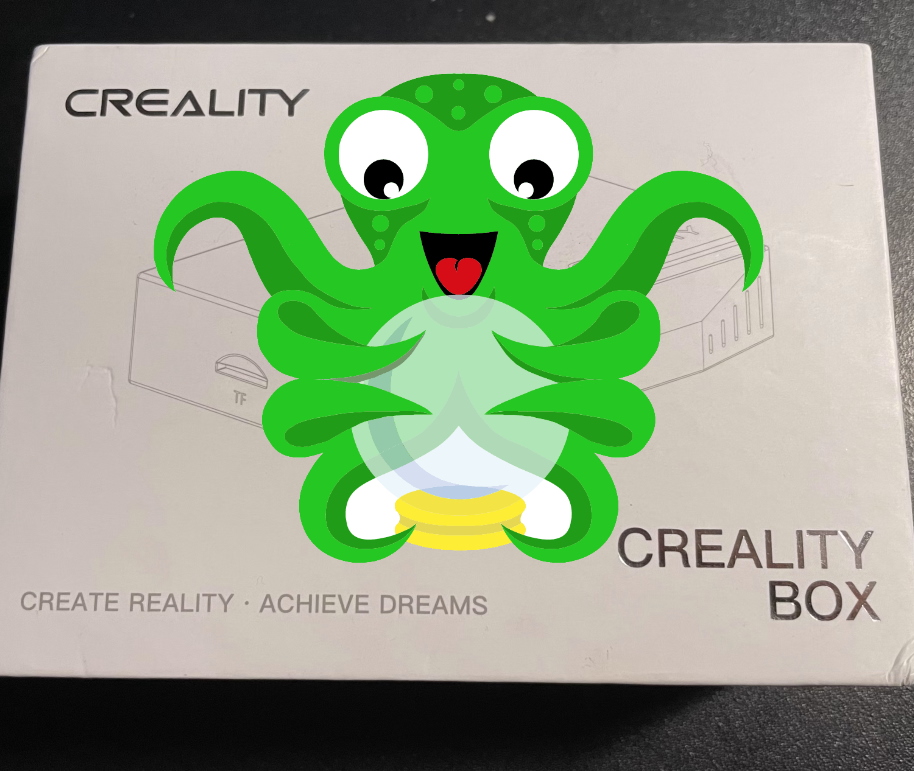 CREALITY
TF
CREALITY
BOX
CREATE REALITY · ACHIEVE DREAMS